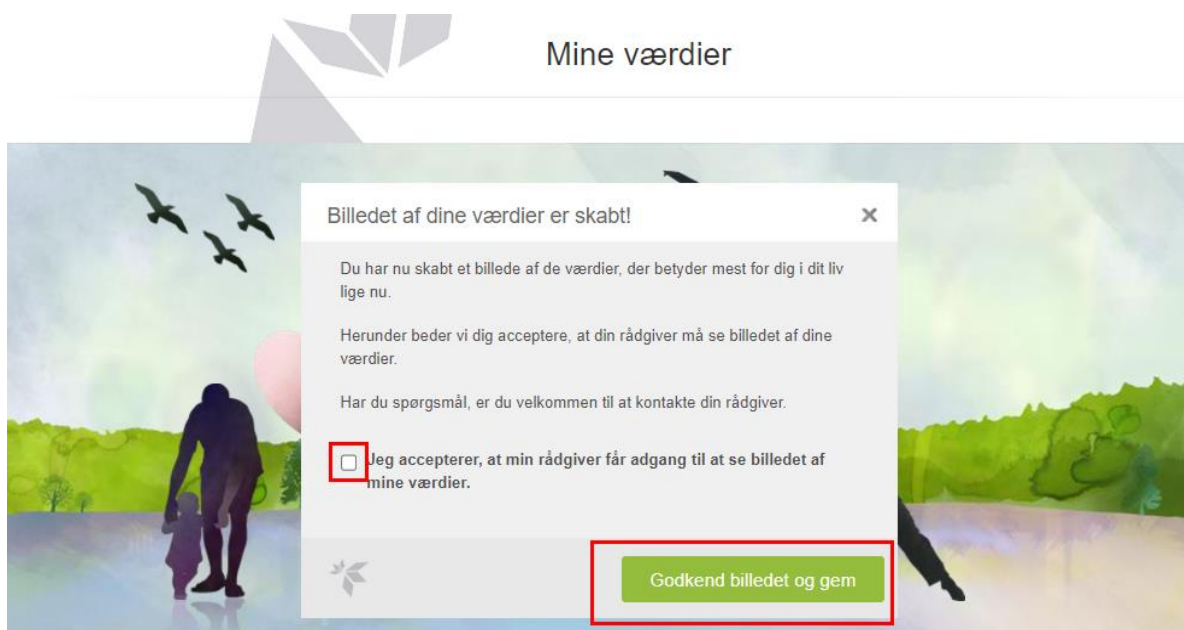 Mine værdier
Billedet af dine værdier er skabt!
Du har nu skabt et billede af de værdier, der betyder mest for dig i dit liv
lige nu.
Herunder beder vi dig acceptere, at din rådgiver må se billedet af dine
værdier.
Har du spørgsmål, er du velkommen til at kontakte din rådgiver.
Jeg accepterer, at min rådgiver får adgang til at se billedet af
mine værdier.
Godkend billedet og gem